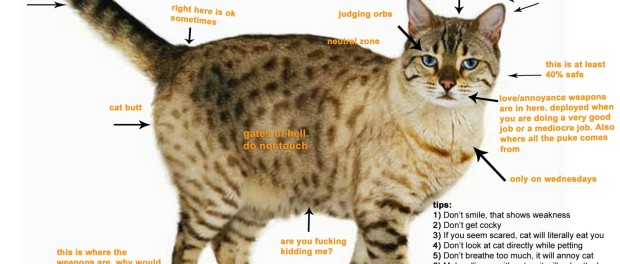 right here is ok
sometimes
judging orbs
neutral zone
this is at least
40% safe
cat butt
love/annoyance weapons
are in here. deployed when
you are doing a very good
job or a mediocre job. Also
where all the puke comes
from
gates of hell
do not touch
only on wednesdays
are you fucking
kidding me?
this is where the
weapons are. why would
tips:
1) Don't smile, that shows weakness
2) Don't get cocky
3) If you seem scared, cat will literally eat you
4) Don't look at cat directly while petting
5) Don't breathe too much, it will annoy cat